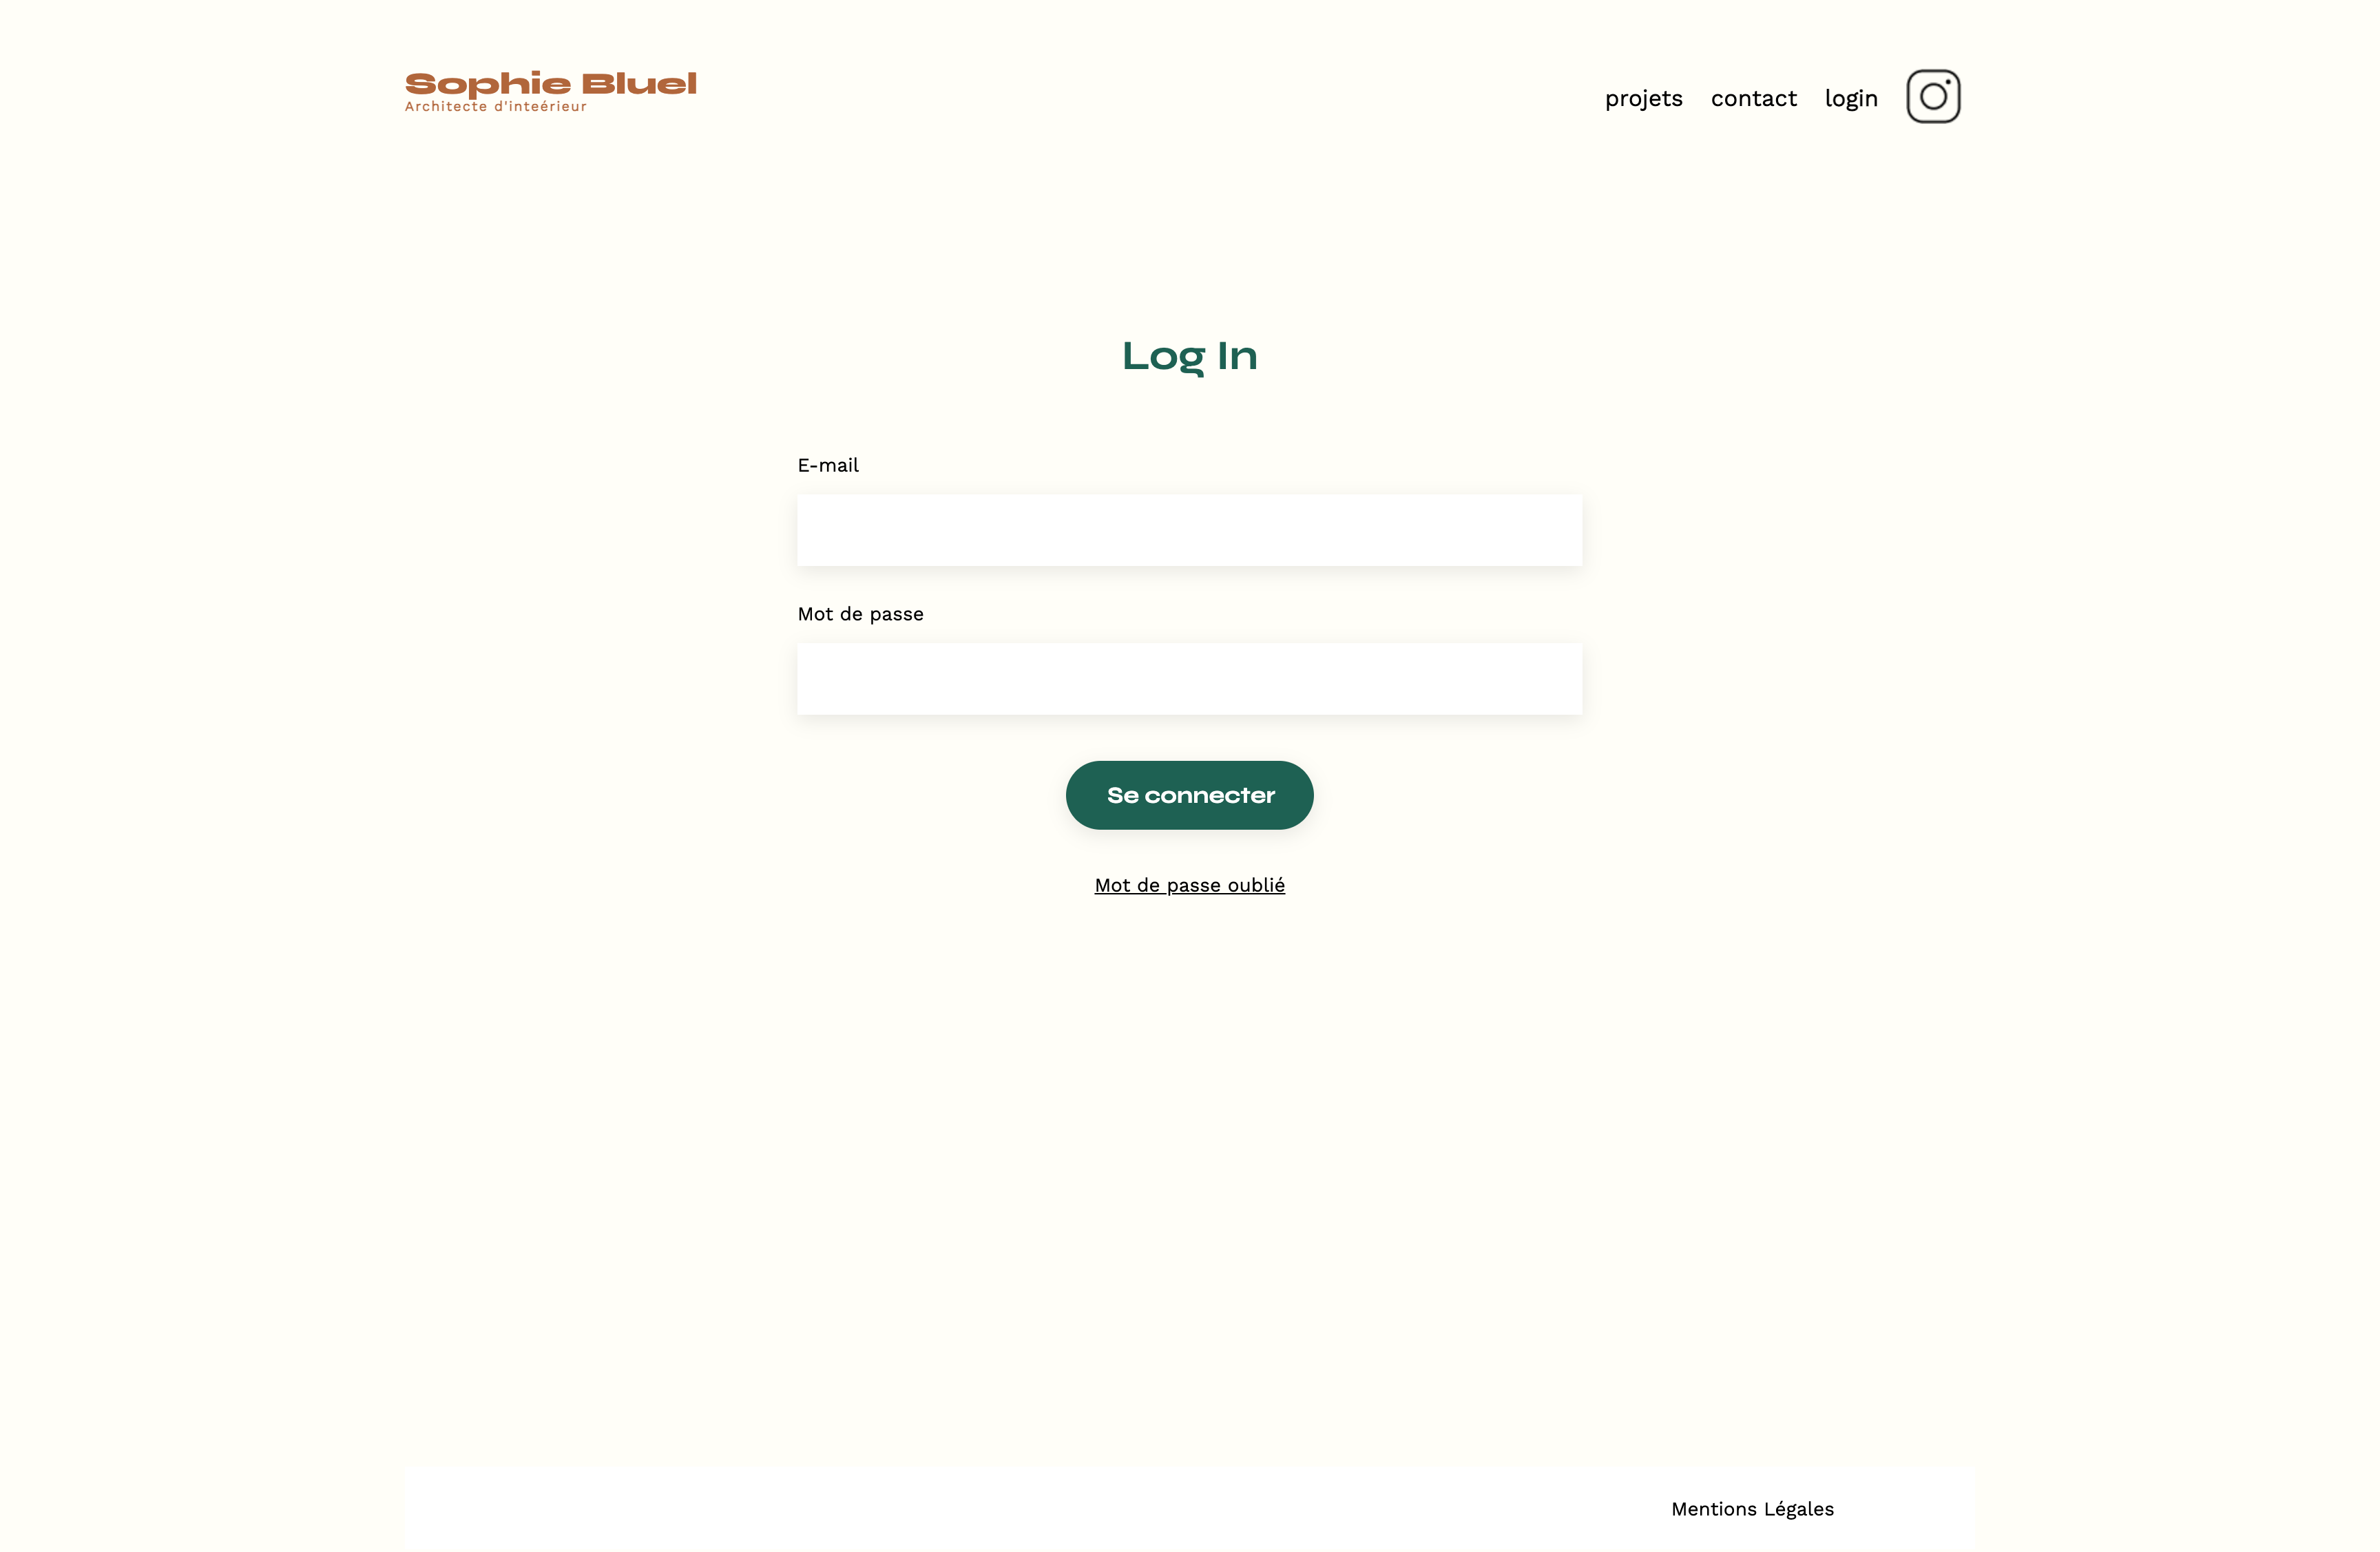 Sophie Bluel
Architecte d'inteérieur
projets contact login
Log In
E-mail
Mot de passe
Se connecter
Mot de passe oublié
Mentions Légales